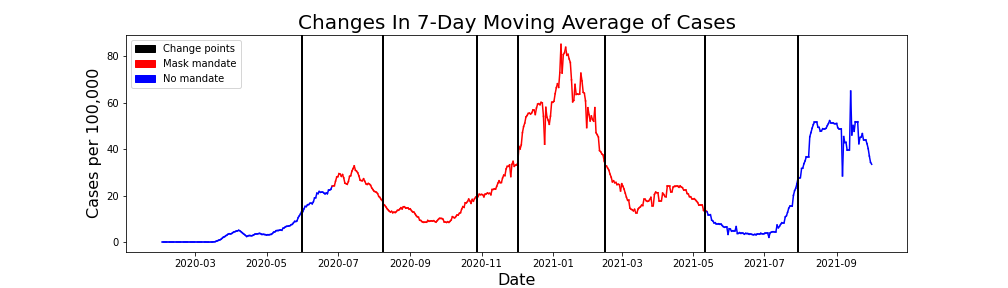 Changes In 7-Day Moving Average of Cases
Cases per 100,000
80
60
40
20
0
Change points
Mask mandate
No mandate
2020-03 2020-05 2020-07 2020-09 2020-11 2021-01 2021-03 2021-05 2021-07 2021-09
Date